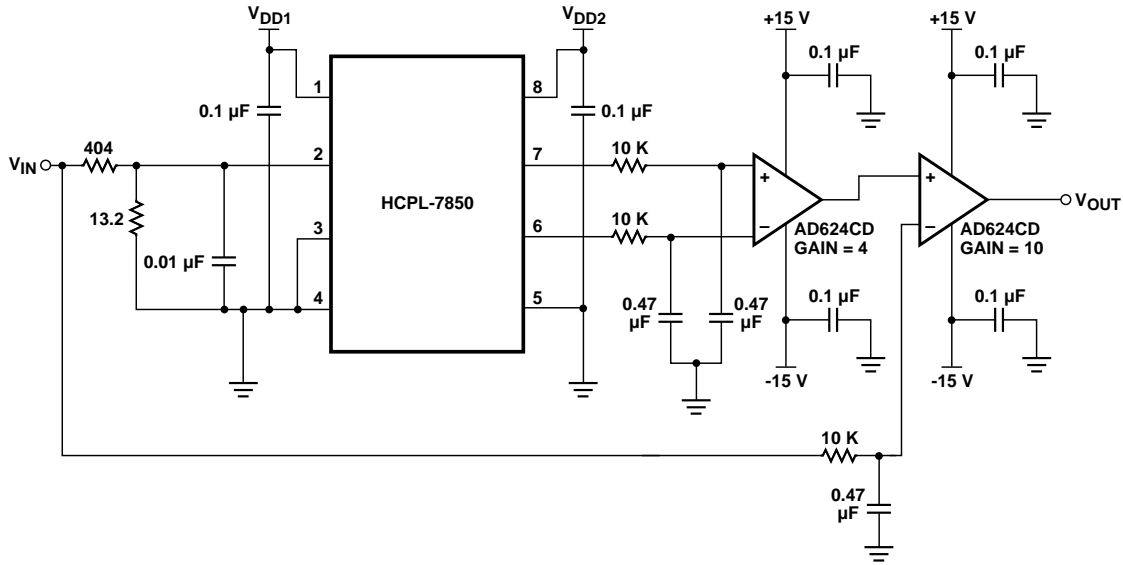 VDD1
VDD2
+15 V
+15 V
0.1 µF
0.1 µF
1
8
0.1 µF
0.1 µF
VIN
404
2
7
10 K
13.2
HCPL-7850
10 K
+
−
+
−
VOUT
AD624CD
GAIN = 4
AD624CD
GAIN = 10
3
6
0.01 µF
4
5
0.47
µF
0.47
µF
0.1 µF
0.1 µF
-15 V
-15 V
10 K
0.47
µF